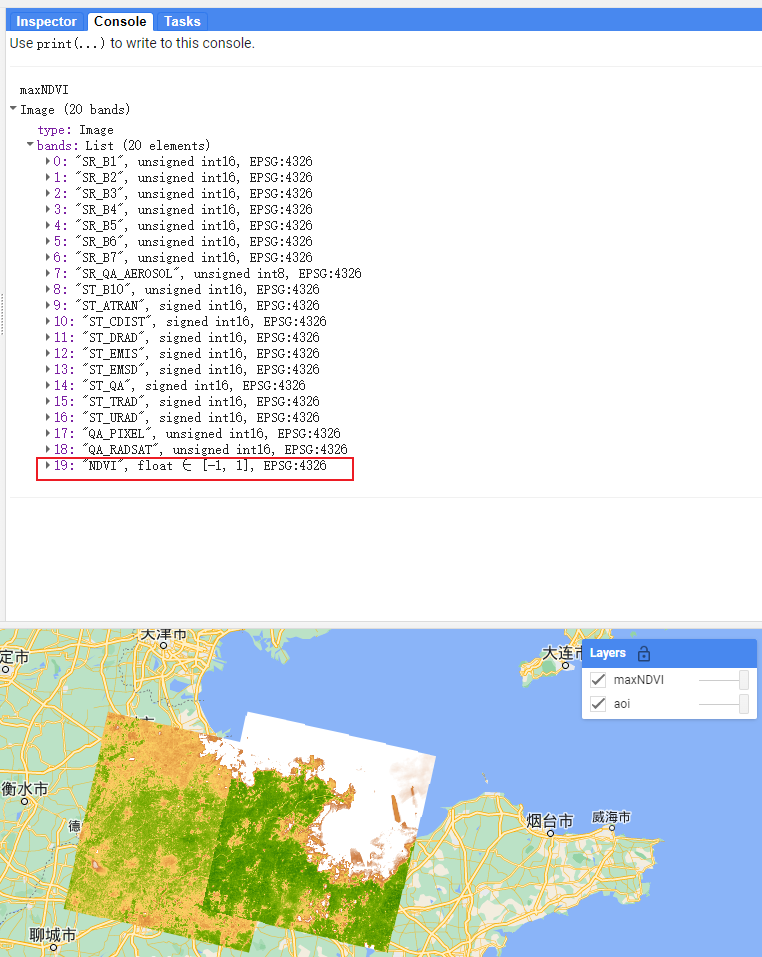 Inspector Console Tasks
Use print(...) to write to this console.
maxNDVI
Image (20 bands)
type: Image
bands: List (20 elements)
0: "SR_B1", unsigned int16, EPSG:4326
1: "SR_B2", unsigned int16, EPSG:4326
2: "SR_B3", unsigned int16, EPSG:4326
3: "SR_B4", unsigned int16, EPSG:4326
4: "SR_B5", unsigned int16, EPSG:4326
5: "SR_B6", unsigned int16, EPSG:4326
6: "SR_B7", unsigned int16, EPSG:4326
7: "SR_QA_AEROSOL", unsigned int8, EPSG:4326
8: "ST_B10", unsigned int16, EPSG:4326
9: "ST_ATRAN", signed int16, EPSG:4326
10: "ST_CDIST", signed int16, EPSG:4326
11: "ST_DRAD", signed int16, EPSG:4326
12: "ST_EMIS", signed int16, EPSG:4326
13: "ST_EMSD", signed int16, EPSG:4326
14: "ST_QA", signed int16, EPSG:4326
15: "ST_TRAD", signed int16, EPSG:4326
16: "ST_URAD", signed int16, EPSG:4326
17: "QA_PIXEL", unsigned int16, EPSG:4326
18: "QA_RADSAT", unsigned int16, EPSG:4326
19: "NDVI", float ∈ [-1, 1], EPSG:4326
天津市
定市
大连市
Layers
maxNDVI
aoi
衡水市
德
烟台市
威海市
聊城市